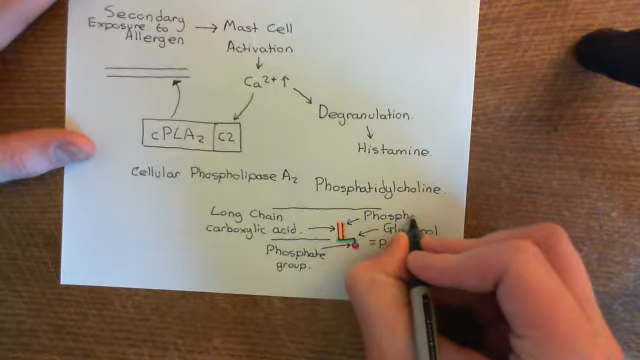 Secondary
Exposure to → Mast Cell
Allergen
Activation
Ca2+ ↑
cPLA2 C2
Degranulation.
Histamine.
Cellular Phospholipase A2
Phosphatidylcholine.
Long Chain
carboxylic acid.
Phosph
Phosphate
group.